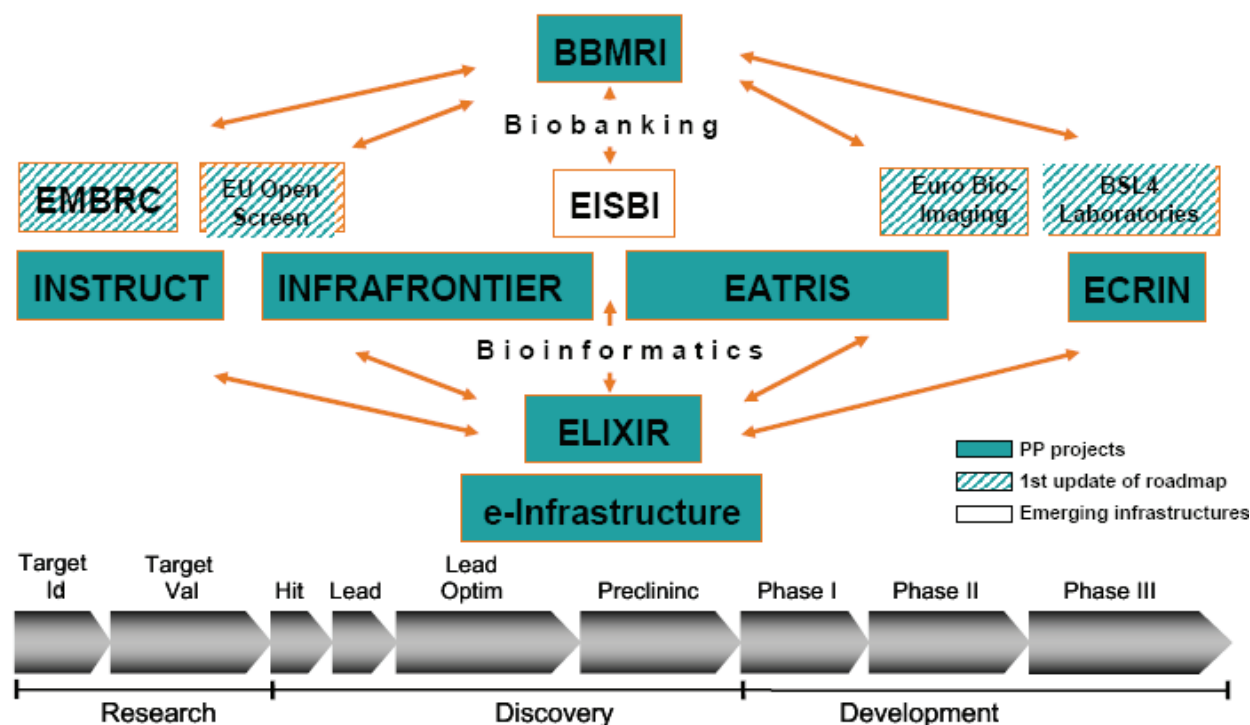 BBMRI
Biobanking
EMBRC
EU Open
Screen
EISBI
Euro Bio-
Imaging
BSL4
Laboratories
INSTRUCT
INFRAFRONTIER
EATRIS
ECRIN
Bioinformatics
ELIXIR
e-Infrastructure
PP projects
1st update of roadmap
Emerging infrastructures
Target
Id
Target
Val
Hit
Lead
Lead
Optim
Preclininc
Phase I
Phase II
Phase III
Research
Discovery
Development